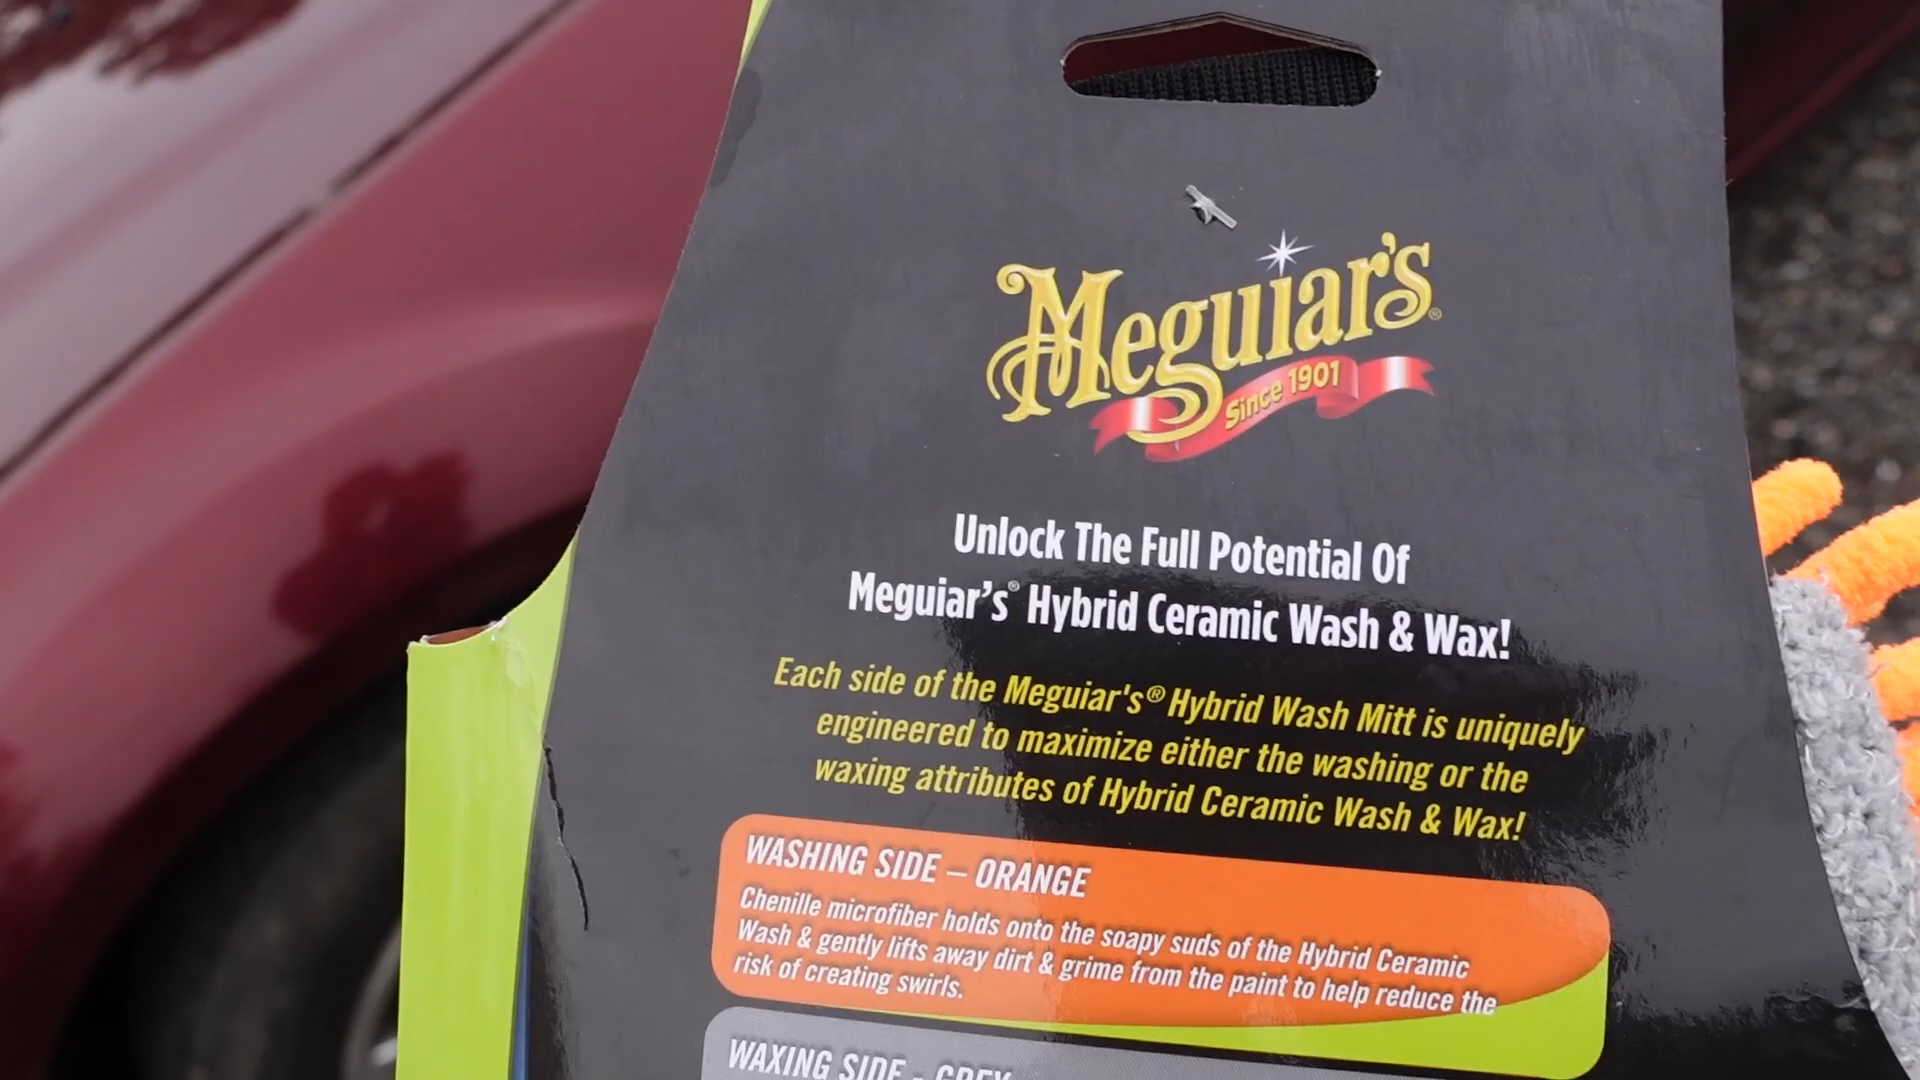 Meguiar's®
Since 1901
Unlock The Full Potential Of
Meguiar's® Hybrid Ceramic Wash & Wax!
Each side of the Meguiar's® Hybrid Wash Mitt is uniquely
engineered to maximize either the washing or the
waxing attributes of Hybrid Ceramic Wash & Wax!
WASHING SIDE – ORANGE
Chenille microfiber holds onto the soapy suds of the Hybrid Ceramic
Wash & gently lifts away dirt & grime from the paint to help reduce the
risk of creating swirls.
WAXING SIDE - GREY